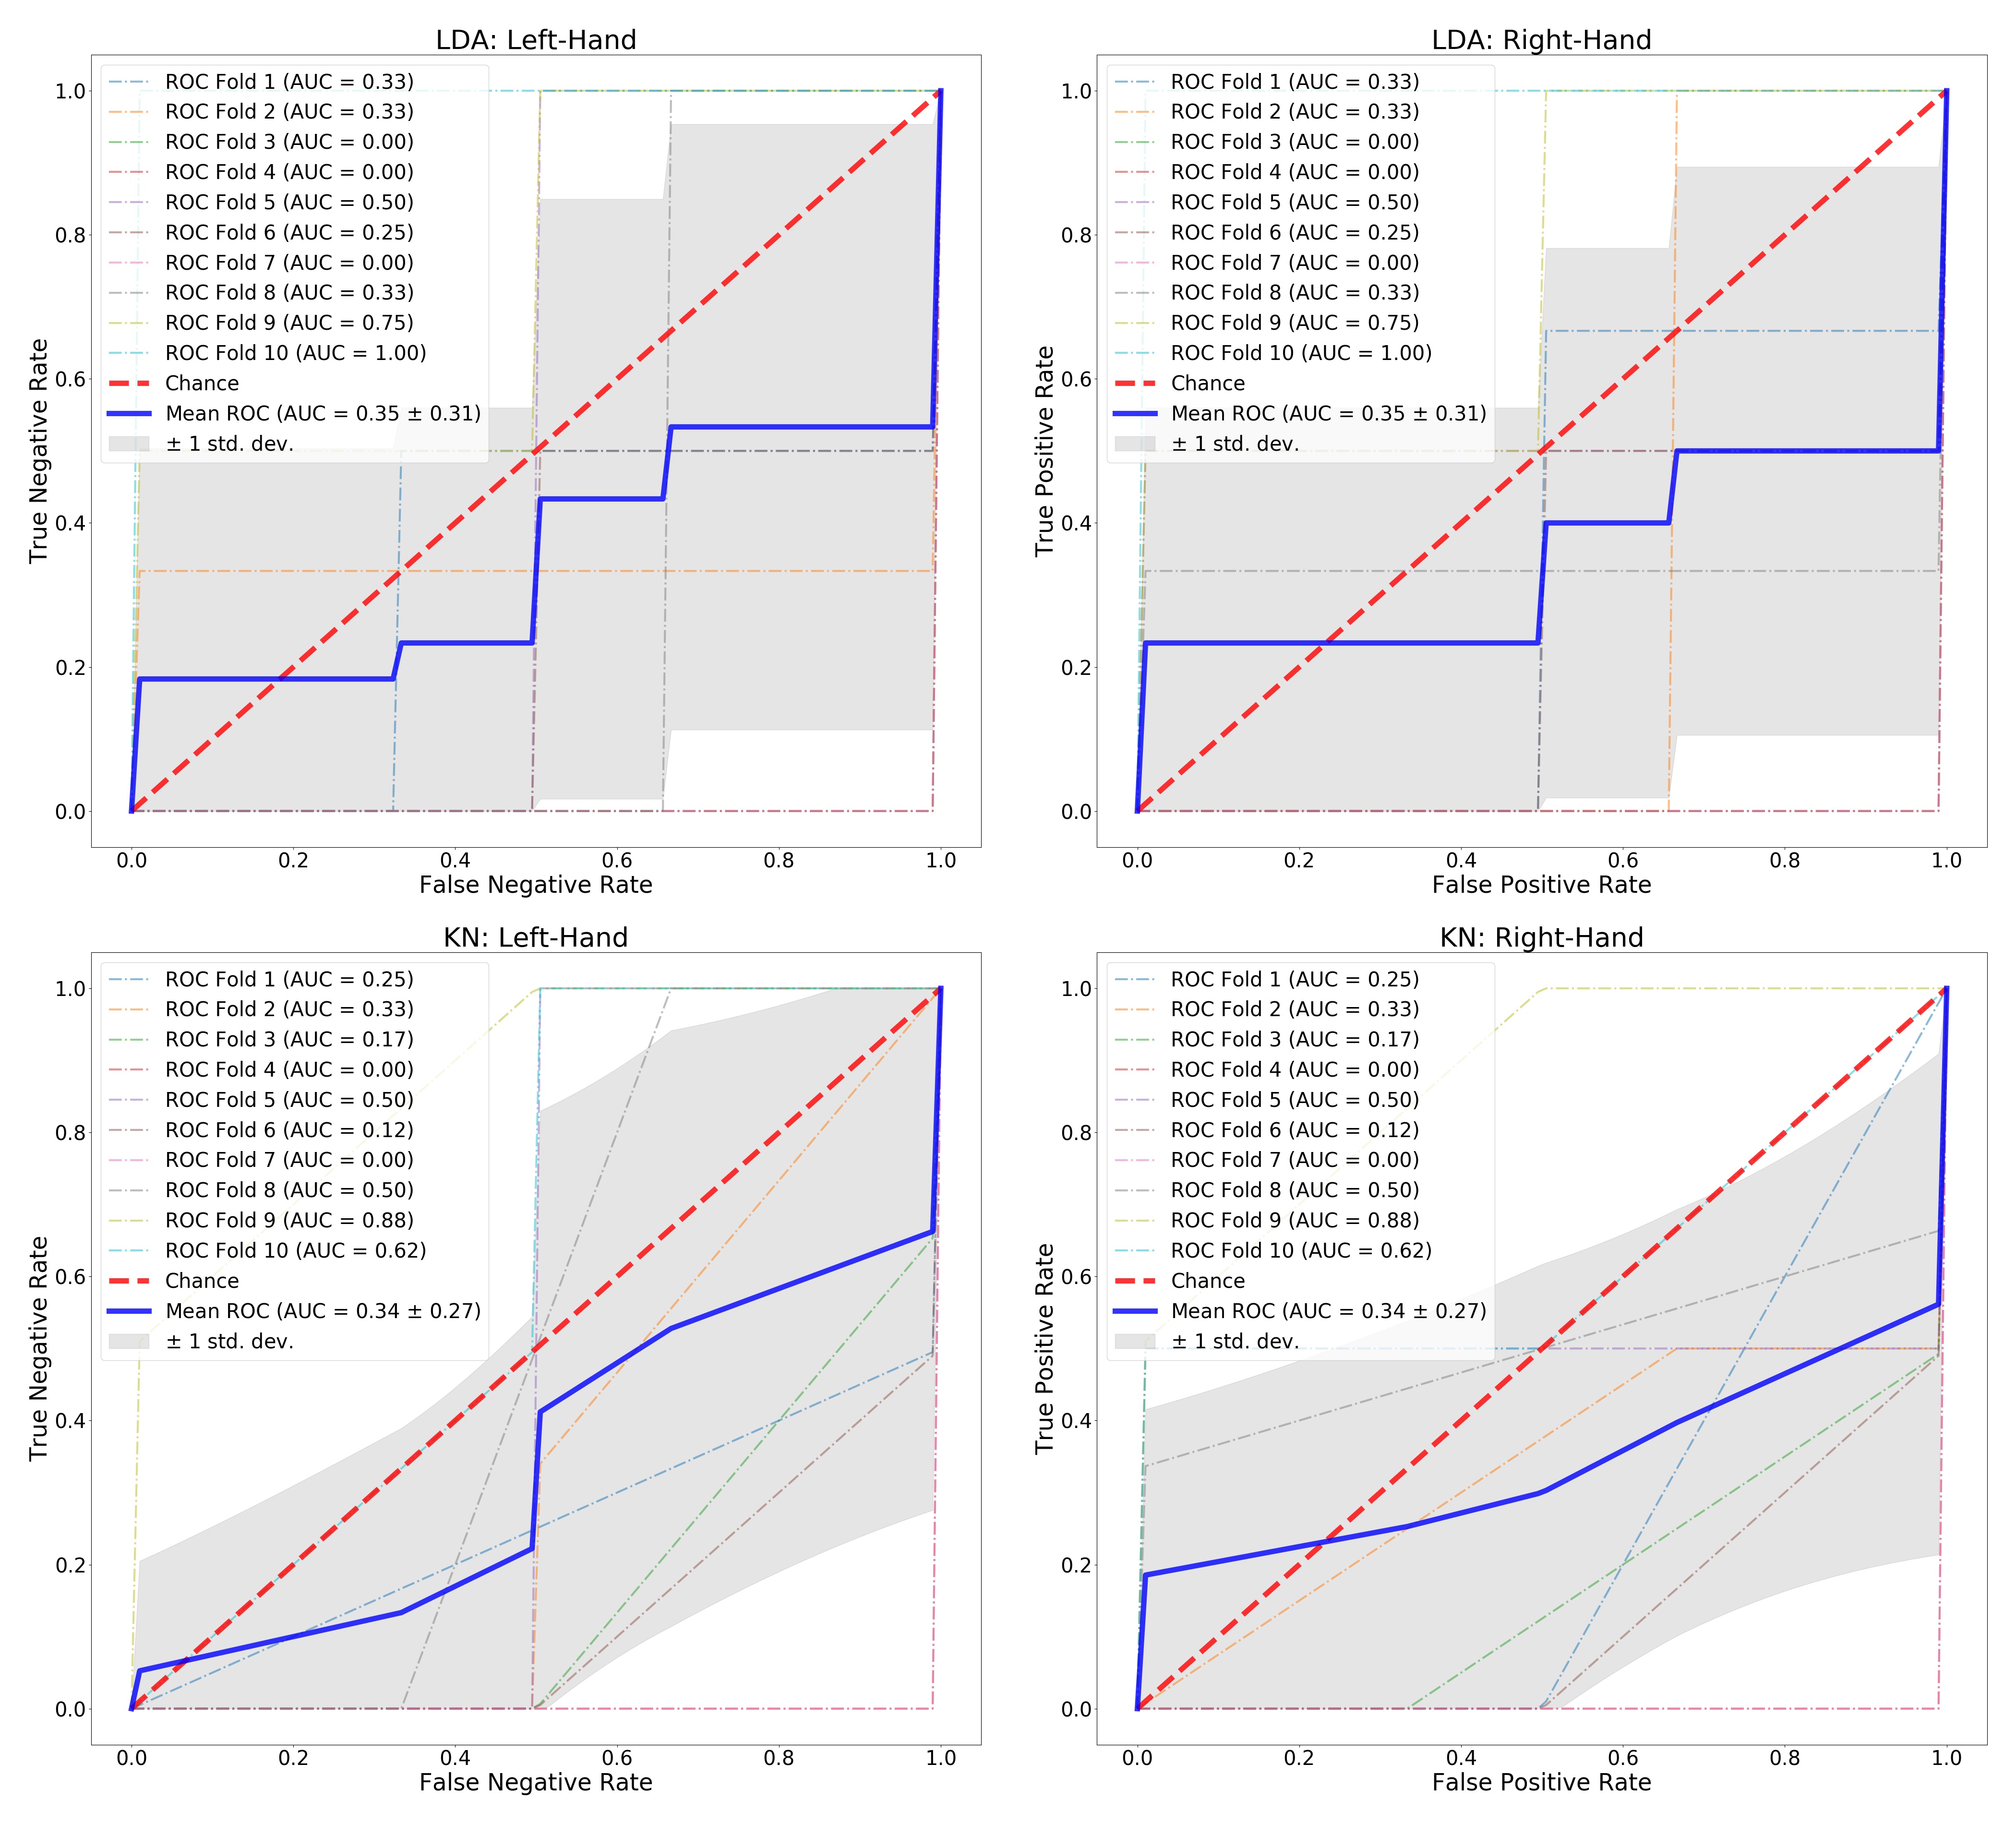 LDA: Left-Hand
True Negative Rate
1.0
0.8
0.6
0.4
0.2
0.0
ROC Fold 1 (AUC = 0.33)
ROC Fold 2 (AUC = 0.33)
ROC Fold 3 (AUC = 0.00)
ROC Fold 4 (AUC = 0.00)
ROC Fold 5 (AUC = 0.50)
ROC Fold 6 (AUC = 0.25)
ROC Fold 7 (AUC = 0.00)
ROC Fold 8 (AUC = 0.33)
ROC Fold 9 (AUC = 0.75)
ROC Fold 10 (AUC = 1.00)
Chance
Mean ROC (AUC = 0.35 ± 0.31)
± 1 std. dev.
0.0 0.2 0.4 0.6 0.8 1.0
False Negative Rate
LDA: Right-Hand
True Positive Rate
1.0
0.8
0.6
0.4
0.2
0.0
ROC Fold 1 (AUC = 0.33)
ROC Fold 2 (AUC = 0.33)
ROC Fold 3 (AUC = 0.00)
ROC Fold 4 (AUC = 0.00)
ROC Fold 5 (AUC = 0.50)
ROC Fold 6 (AUC = 0.25)
ROC Fold 7 (AUC = 0.00)
ROC Fold 8 (AUC = 0.33)
ROC Fold 9 (AUC = 0.75)
ROC Fold 10 (AUC = 1.00)
Chance
Mean ROC (AUC = 0.35 ± 0.31)
± 1 std. dev.
0.0 0.2 0.4 0.6 0.8 1.0
False Positive Rate
KN: Left-Hand
True Negative Rate
1.0
0.8
0.6
0.4
0.2
0.0
ROC Fold 1 (AUC = 0.25)
ROC Fold 2 (AUC = 0.33)
ROC Fold 3 (AUC = 0.17)
ROC Fold 4 (AUC = 0.00)
ROC Fold 5 (AUC = 0.50)
ROC Fold 6 (AUC = 0.12)
ROC Fold 7 (AUC = 0.00)
ROC Fold 8 (AUC = 0.50)
ROC Fold 9 (AUC = 0.88)
ROC Fold 10 (AUC = 0.62)
Chance
Mean ROC (AUC = 0.34 ± 0.27)
± 1 std. dev.
0.0 0.2 0.4 0.6 0.8 1.0
False Negative Rate
KN: Right-Hand
True Positive Rate
1.0
0.8
0.6
0.4
0.2
0.0
ROC Fold 1 (AUC = 0.25)
ROC Fold 2 (AUC = 0.33)
ROC Fold 3 (AUC = 0.17)
ROC Fold 4 (AUC = 0.00)
ROC Fold 5 (AUC = 0.50)
ROC Fold 6 (AUC = 0.12)
ROC Fold 7 (AUC = 0.00)
ROC Fold 8 (AUC = 0.50)
ROC Fold 9 (AUC = 0.88)
ROC Fold 10 (AUC = 0.62)
Chance
Mean ROC (AUC = 0.34 ± 0.27)
± 1 std. dev.
0.0 0.2 0.4 0.6 0.8 1.0
False Positive Rate